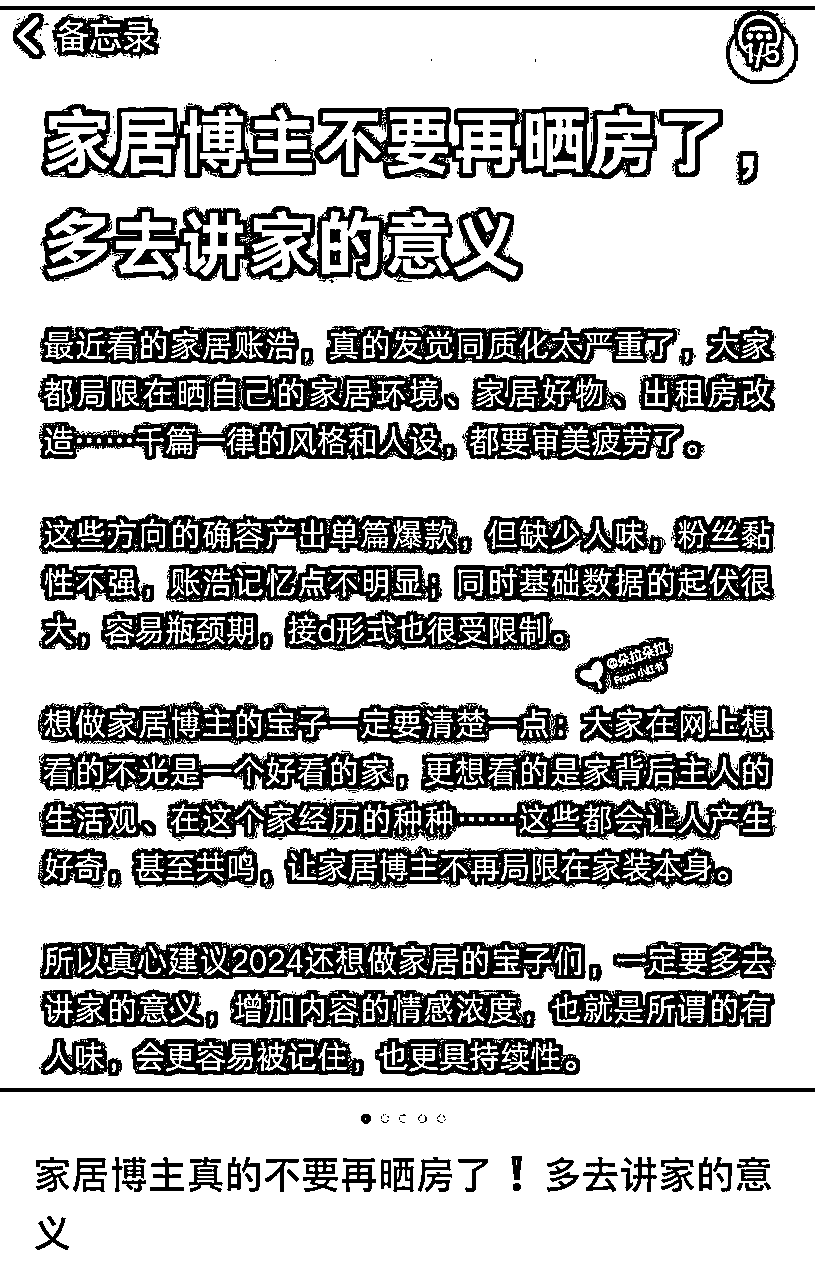 备忘录
1/5
家居博主不要再晒房了，
多去讲家的意义
最近看的家居账浩，真的发觉同质化太严重了，大家
都局限在晒自己的家居环境、家居好物、出租房改
造……千篇一律的风格和人设，都要审美疲劳了。
这些方向的确容产出单篇爆款，但缺少人味，粉丝黏
性不强，账浩记忆点不明显；同时基础数据的起伏很
大，容易瓶颈期，接d形式也很受限制。
@朵拉朵拉
From 小红书
想做家居博主的宝子一定要清楚一点：大家在网上想
看的不光是一个好看的家，更想看的是家背后主人的
生活观、在这个家经历的种种……这些都会让人产生
好奇，甚至共鸣，让家居博主不再局限在家装本身。
所以真心建议2024还想做家居的宝子们，一定要多去
讲家的意义，增加内容的情感浓度，也就是所谓的有
人味，会更容易被记住，也更具持续性。
家居博主真的不要再晒房了❗多去讲家的意
义